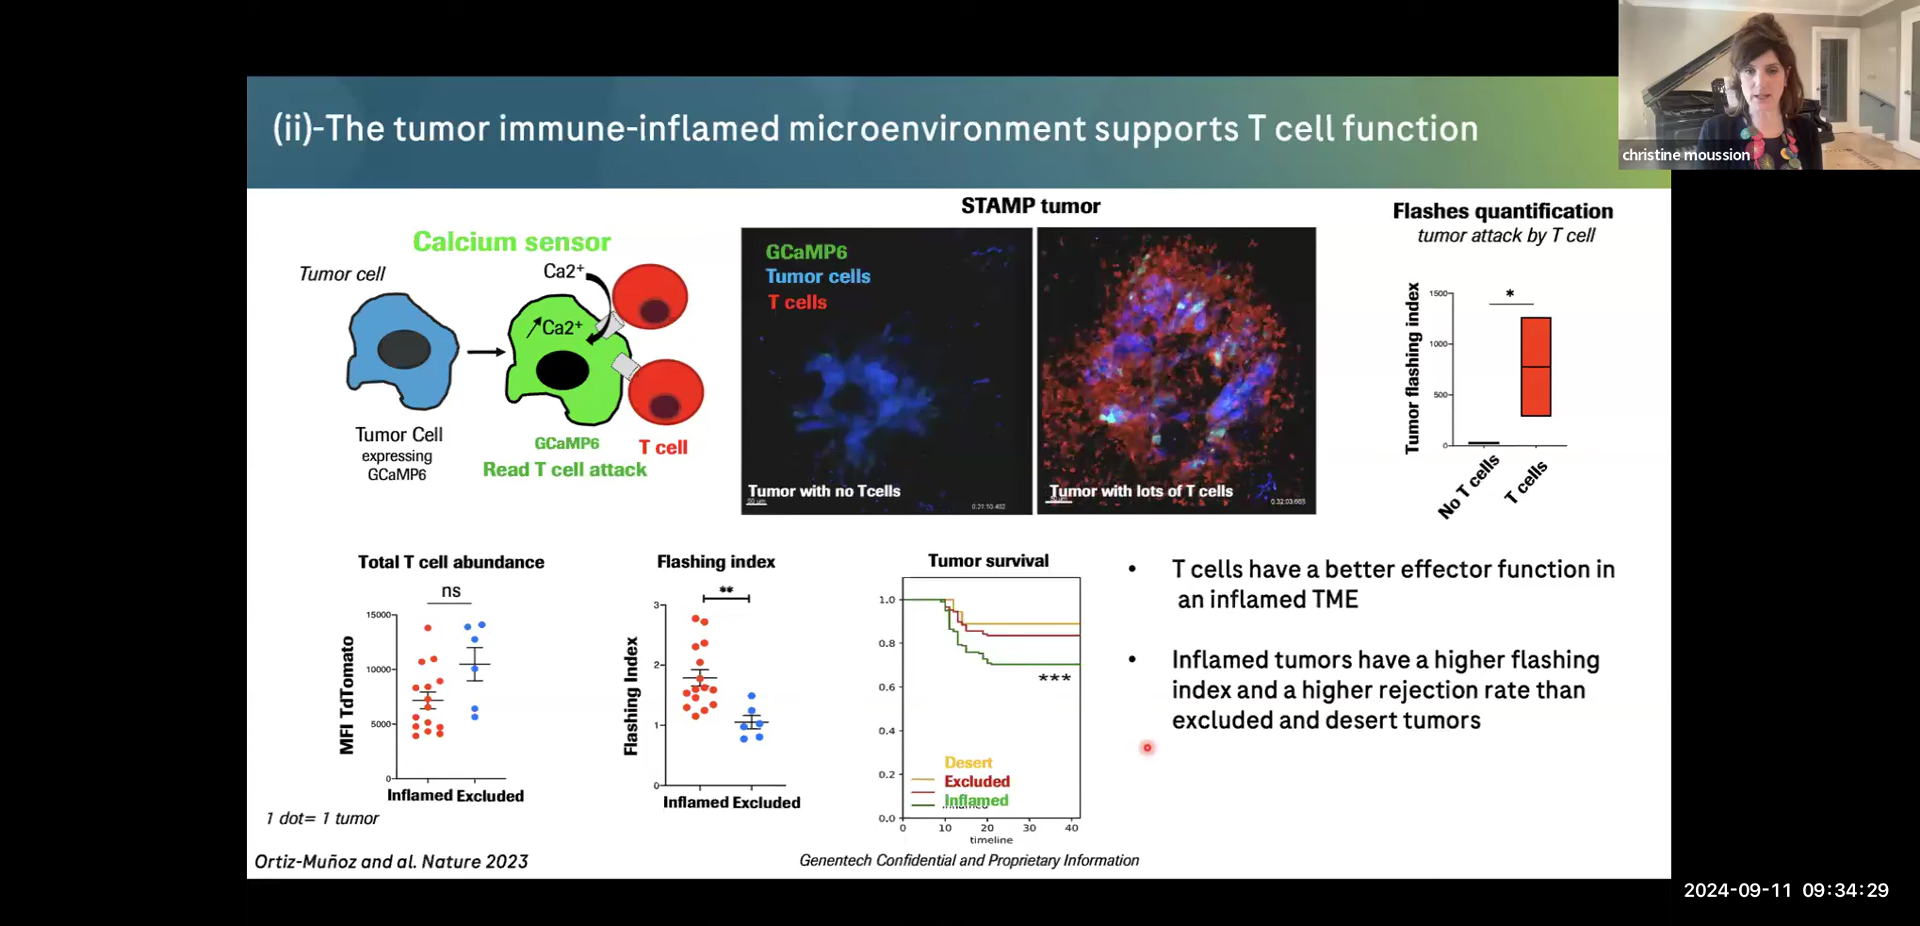 christine moussion
(ii)-The tumor immune-inflamed microenvironment supports T cell function
Calcium sensor
Tumor cell
Ca2+
Ca2+
Tumor Cell
expressing
GCaMP6
GCaMP6
T cell
Read T cell attack
STAMP tumor
GCaMP6
Tumor cells
T cells
Tumor with no Tcells
0:21:10.402
Tumor with lots of T cells
Flashes quantification
tumor attack by T cell
Tumor flashing index
1500
1000
500
0
*
No T cells
T cells
Total T cell abundance
ns
MFI TdTomato
15000
10000
5000
0
Inflamed Excluded
1 dot= 1 tumor
Flashing index
**
Flashing Index
3
2
1
0
Inflamed Excluded
Tumor survival
1.0
0.8
0.6
0.4
0.2
0.0
***
Desert
Excluded
Inflamed
0 10 20 30 40
timeline
• T cells have a better effector function in
an inflamed TME
• Inflamed tumors have a higher flashing
index and a higher rejection rate than
excluded and desert tumors
Ortiz-Muñoz and al. Nature 2023
Genentech Confidential and Proprietary Information
2024-09-11 09:34:29